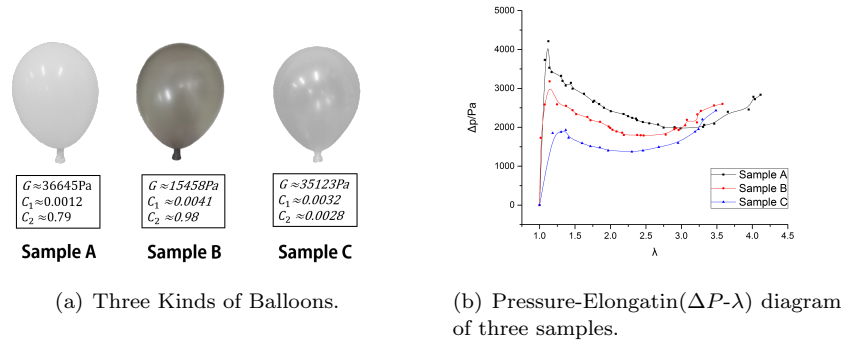 G≈36645Pa
C₁≈0.0012
C₂≈0.79
Sample A
G≈15458Pa
C₁≈0.0041
C₂≈0.98
Sample B
G≈35123Pa
C₁≈0.0032
C₂≈0.0028
Sample C
(a) Three Kinds of Balloons.
5000
4000
3000
2000
1000
0
Δp/Pa
1.0 1.5 2.0 2.5 3.0 3.5 4.0 4.5
λ
Sample A
Sample B
Sample C
(b) Pressure-Elongatin(ΔP-λ) diagram
of three samples.